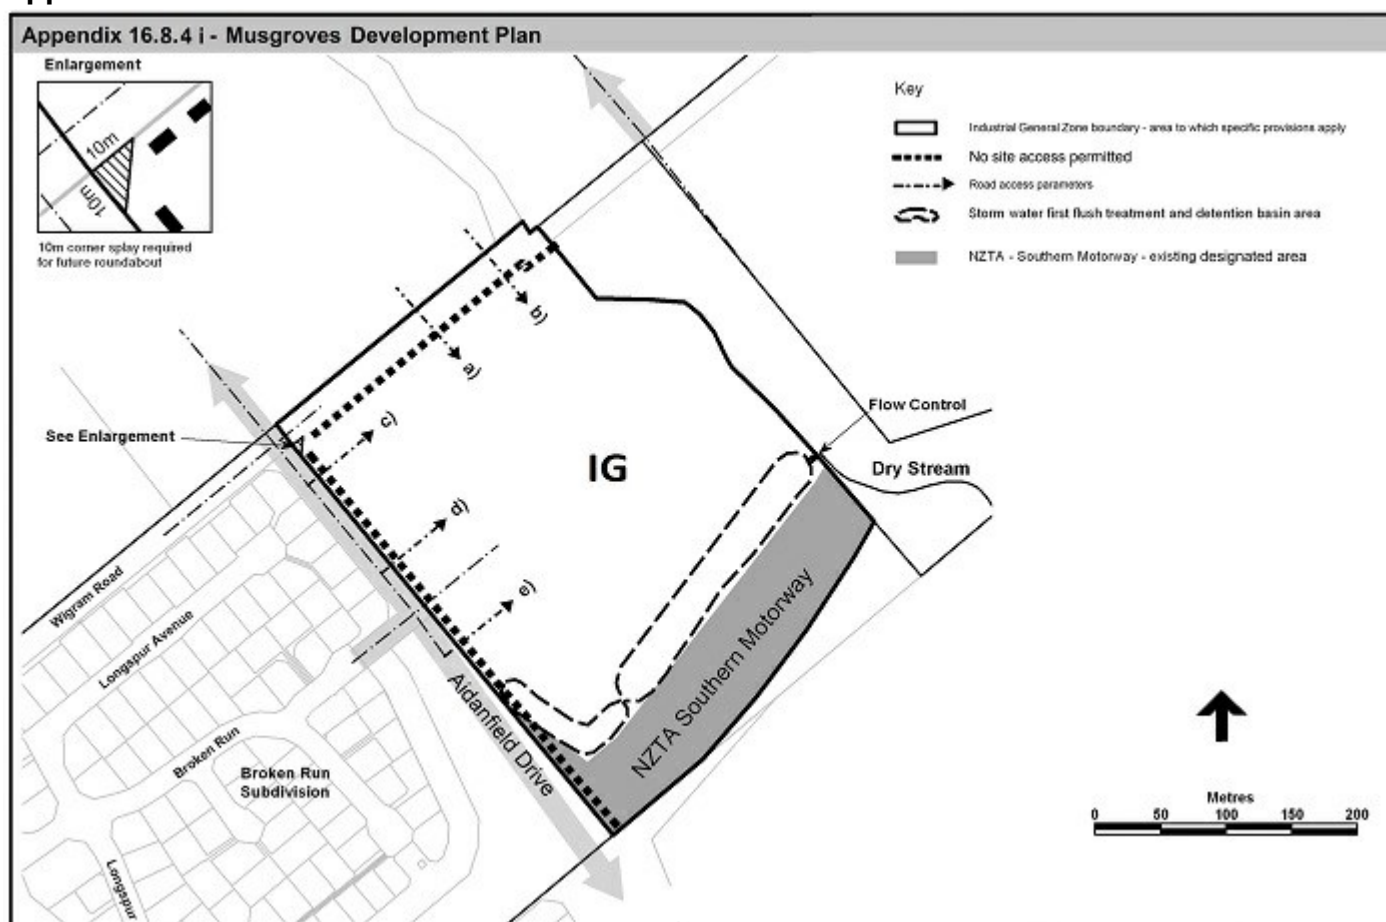 Appendix 16.8.4 i - Musgroves Development Plan
Enlargement
10m
10m
10m corner splay required
for future roundabout
Key
Industrial General Zone boundary - area to which specific provisions apply
No site access permitted
Road access parameters
Storm water first flush treatment and detention basin area
NZTA - Southern Motorway - existing designated area
b)
a)
c)
See Enlargement
Flow Control
IG
Dry Stream
d)
e)
Wigram Road
Longspur Avenue
NZTA Southern Motorway
Aidanfield Drive
Broken Run
Broken Run
Subdivision
Longspur
Metres
0 50 100 150 200